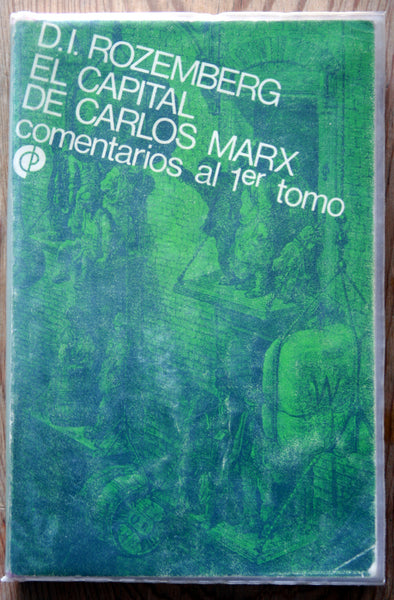 D.I. ROZEMBERG
EL CAPITAL
DE CARLOS MARX
comentarios al 1er tomo
W